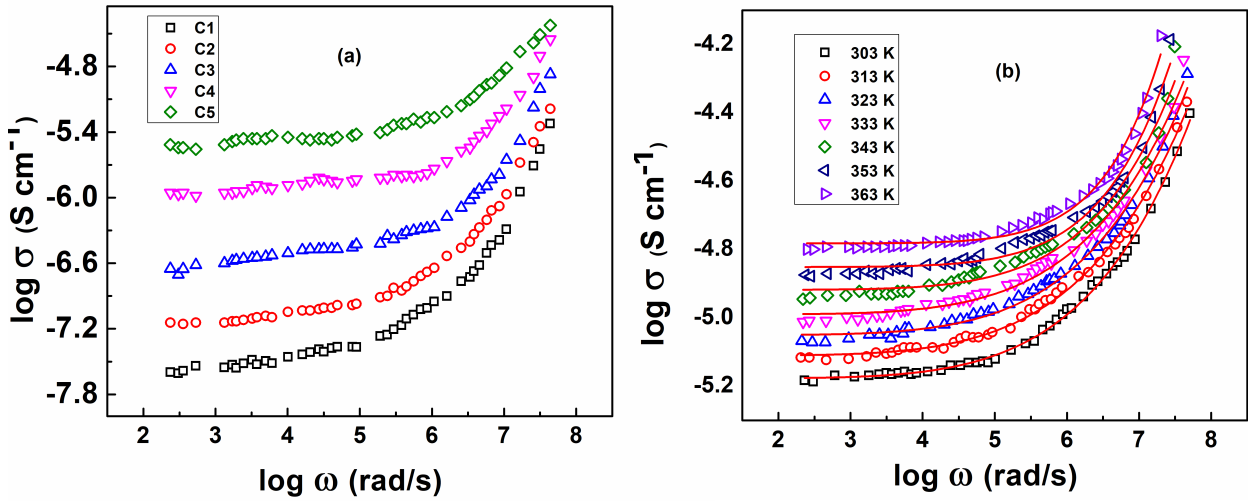 (a)
C1
C2
C3
C4
C5
log σ (S cm⁻¹)
-4.8
-5.4
-6.0
-6.6
-7.2
-7.8
2 3 4 5 6 7 8
log ω (rad/s)
(b)
303 K
313 K
323 K
333 K
343 K
353 K
363 K
log σ (S cm⁻¹)
-4.2
-4.4
-4.6
-4.8
-5.0
-5.2
2 3 4 5 6 7 8
log ω (rad/s)